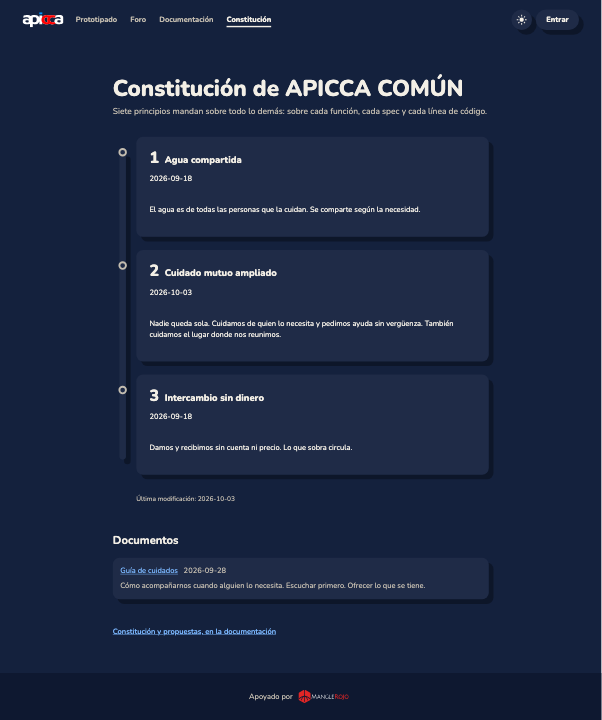 apicca
Prototipado
Foro
Documentación
Constitución
Entrar
Constitución de APICCA COMÚN
Siete principios mandan sobre todo lo demás: sobre cada función, cada spec y cada línea de código.
1 Agua compartida
2026-09-18
El agua es de todas las personas que la cuidan. Se comparte según la necesidad.
2 Cuidado mutuo ampliado
2026-10-03
Nadie queda sola. Cuidamos de quien lo necesita y pedimos ayuda sin vergüenza. También
cuidamos el lugar donde nos reunimos.
3 Intercambio sin dinero
2026-09-18
Damos y recibimos sin cuenta ni precio. Lo que sobra circula.
Última modificación: 2026-10-03
Documentos
Guía de cuidados 2026-09-28
Cómo acompañarnos cuando alguien lo necesita. Escuchar primero. Ofrecer lo que se tiene.
Constitución y propuestas, en la documentación
Apoyado por MANGLEROJO